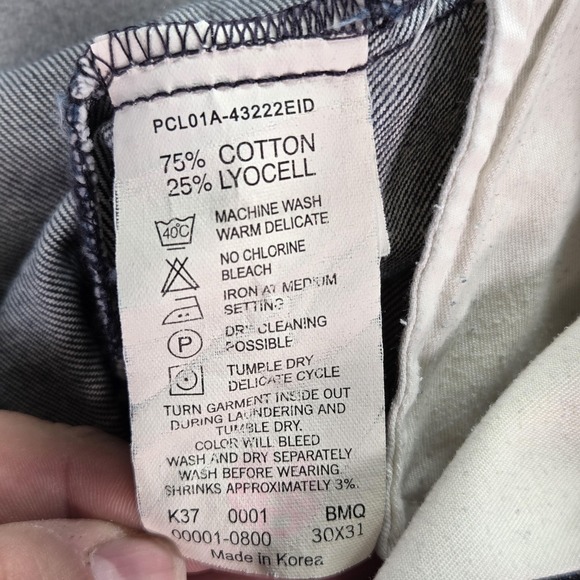 PCL01A-43222EID
75% COTTON
25% LYOCELL
40°C MACHINE WASH
WARM DELICATE
NO CHLORINE
BLEACH
IRON AT MEDIUM
SETTING
P DRY CLEANING
POSSIBLE
TUMPLE DRY
DELICATE CYCLE
TURN GARMENT INSIDE OUT
DURING LAUNDERING AND
TUMBLE DRY.
COLOR WILL BLEED
WASH AND DRY SEPARATELY
WASH BEFORE WEARING.
SHRINKS APPROXIMATELY 3%.
K37 0001 BMQ
00001-0800 30X31
Made in Korea